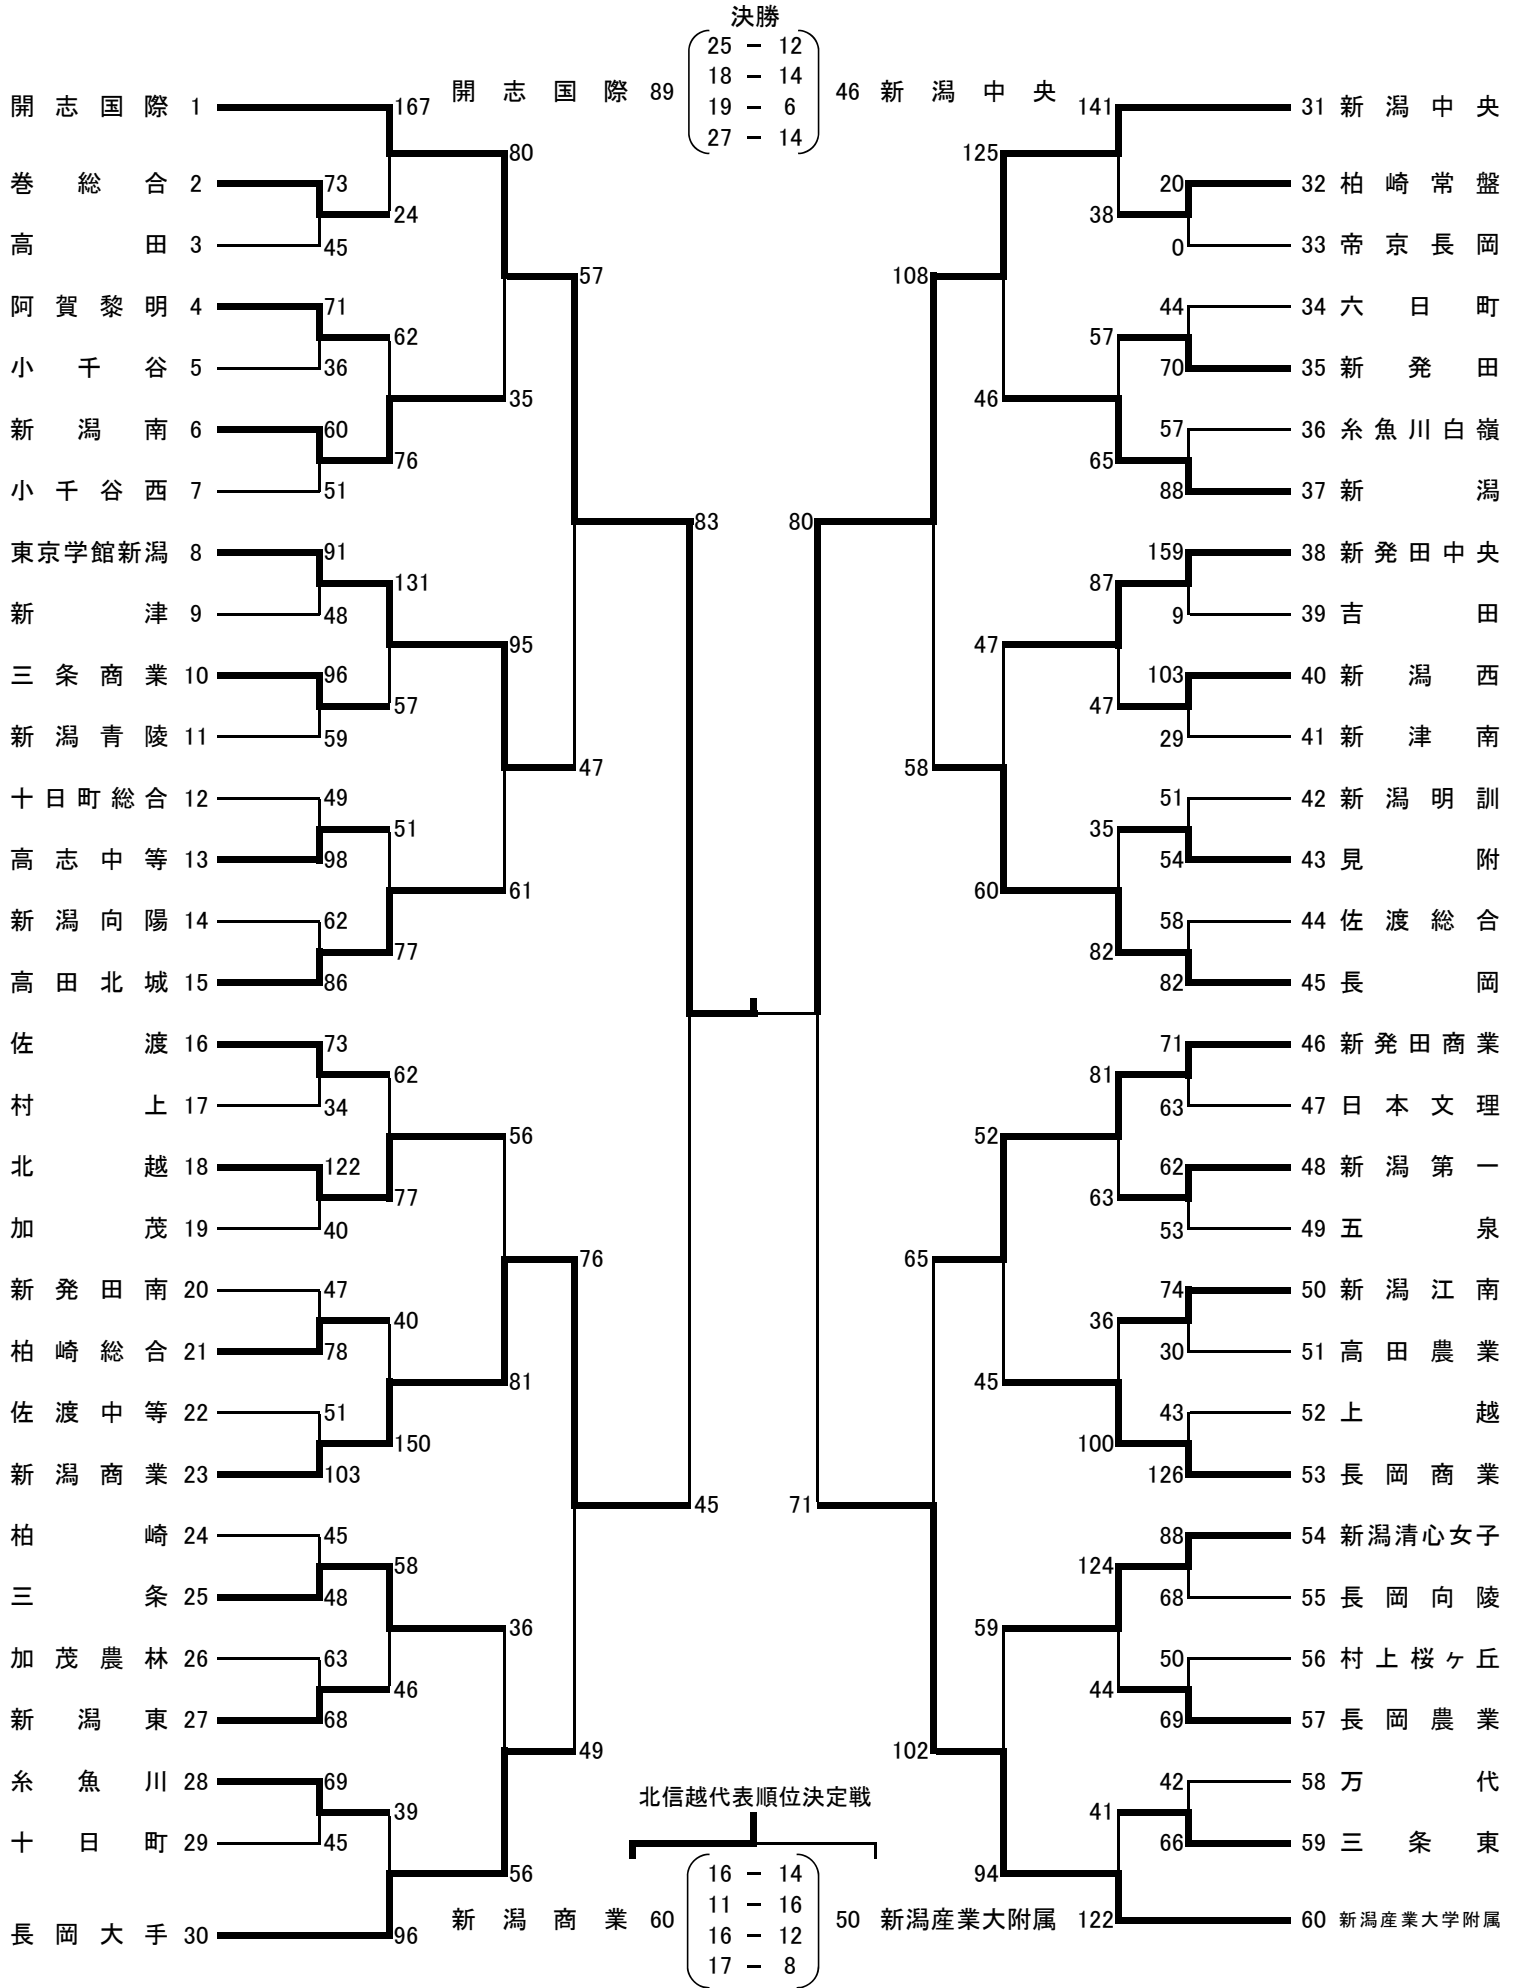 決勝
25 − 12
開志国際 89 18 − 14 46 新潟中央
19 − 6
27 − 14
開志国際 1 167
80
巻総合 2 73
24
高田 3 45
57
阿賀黎明 4 71
62
小千谷 5 36
35
新潟南 6 60
76
小千谷西 7 51
83
東京学館新潟 8 91
131
新津 9 48
95
三条商業 10 96
57
新潟青陵 11 59
47
十日町総合 12 49
51
高志中等 13 98
61
新潟向陽 14 62
77
高田北城 15 86
佐渡 16 73
62
村上 17 34
56
北越 18 122
77
加茂 19 40
76
新発田南 20 47
40
柏崎総合 21 78
81
佐渡中等 22 51
150
新潟商業 23 103
45
柏崎 24 45
58
三条 25 48
36
加茂農林 26 63
46
新潟東 27 68
49
糸魚川 28 69
39
十日町 29 45
56
長岡大手 30 96
141 31 新潟中央
125
20 32 柏崎常盤
38
0 33 帝京長岡
108
44 34 六日町
57
70 35 新発田
46
57 36 糸魚川白嶺
65
88 37 新潟
80
159 38 新発田中央
87
9 39 吉田
47
103 40 新潟西
47
29 41 新津南
58
51 42 新潟明訓
35
54 43 見附
60
58 44 佐渡総合
82
82 45 長岡
71 46 新発田商業
81
63 47 日本文理
52
62 48 新潟第一
63
53 49 五泉
65
74 50 新潟江南
36
30 51 高田農業
45
43 52 上越
100
126 53 長岡商業
71
88 54 新潟清心女子
124
68 55 長岡向陵
59
50 56 村上桜ヶ丘
44
69 57 長岡農業
102
42 58 万代
41
66 59 三条東
94
122 60 新潟産業大学附属
北信越代表順位決定戦
16 − 14
11 − 16
新潟商業 60 16 − 12 50 新潟産業大附属
17 − 8